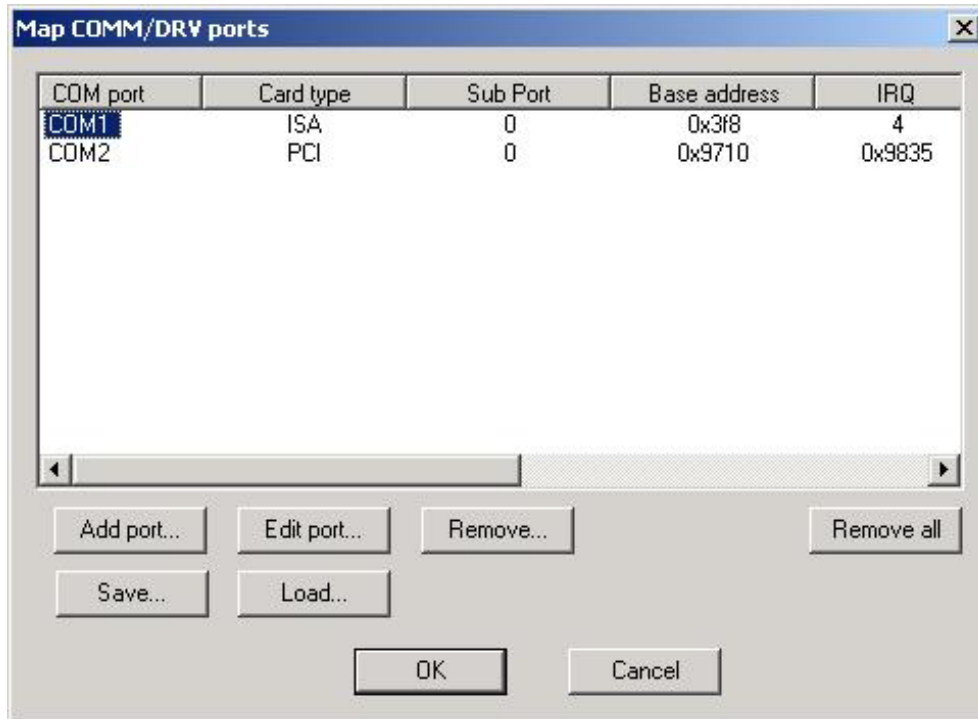 Map COMM/DRV ports
COM port Card type Sub Port Base address IRQ
COM1 ISA 0 0x3f8 4
COM2 PCI 0 0x9710 0x9835
Add port... Edit port... Remove... Remove all
Save... Load...
OK Cancel